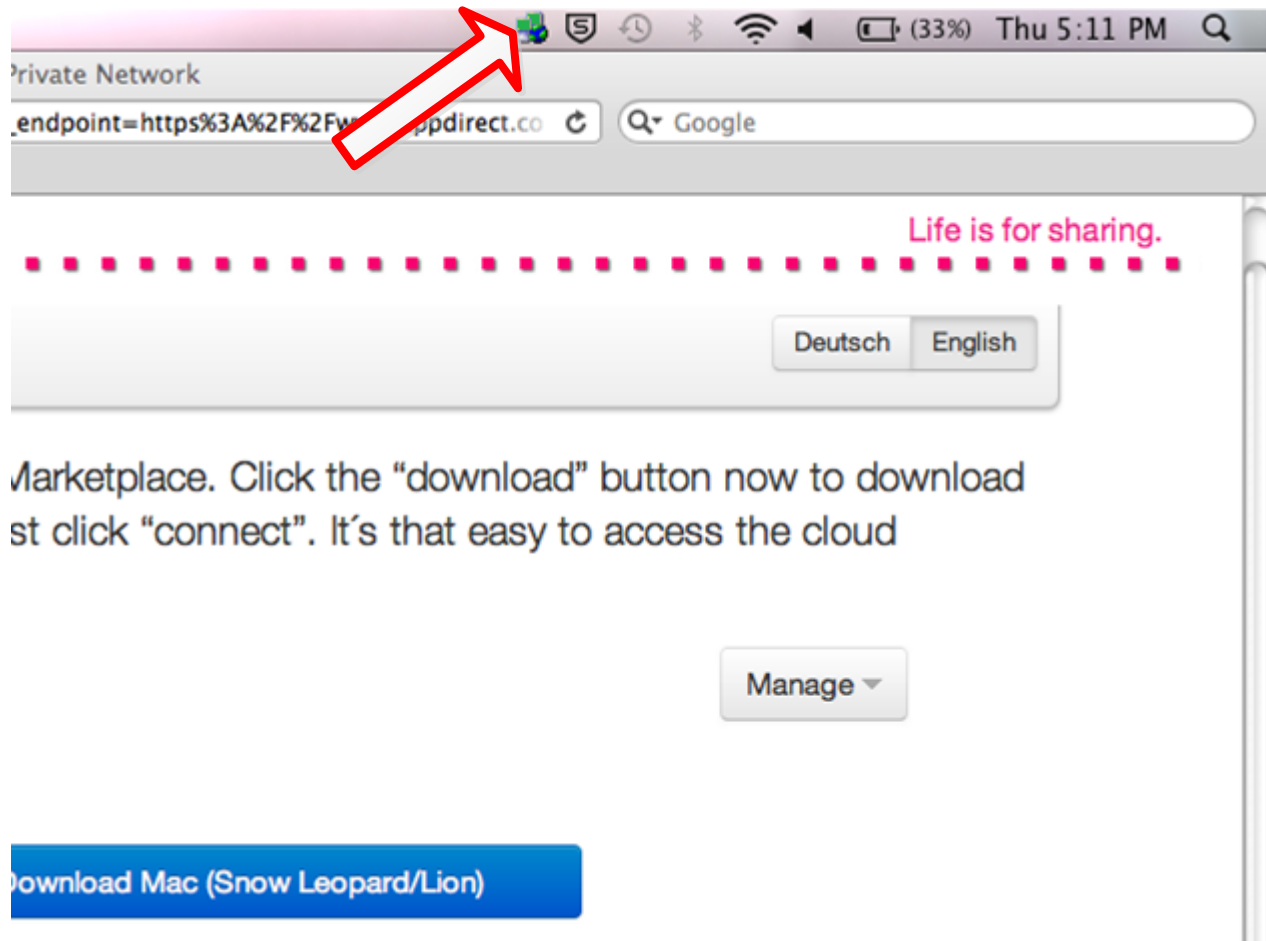 (33%) Thu 5:11 PM
Private Network
_endpoint=https%3A%2F%2Fw ppdirect.co Google
Life is for sharing.
Deutsch English
Marketplace. Click the “download” button now to download
st click “connect”. It´s that easy to access the cloud
Manage
Download Mac (Snow Leopard/Lion)